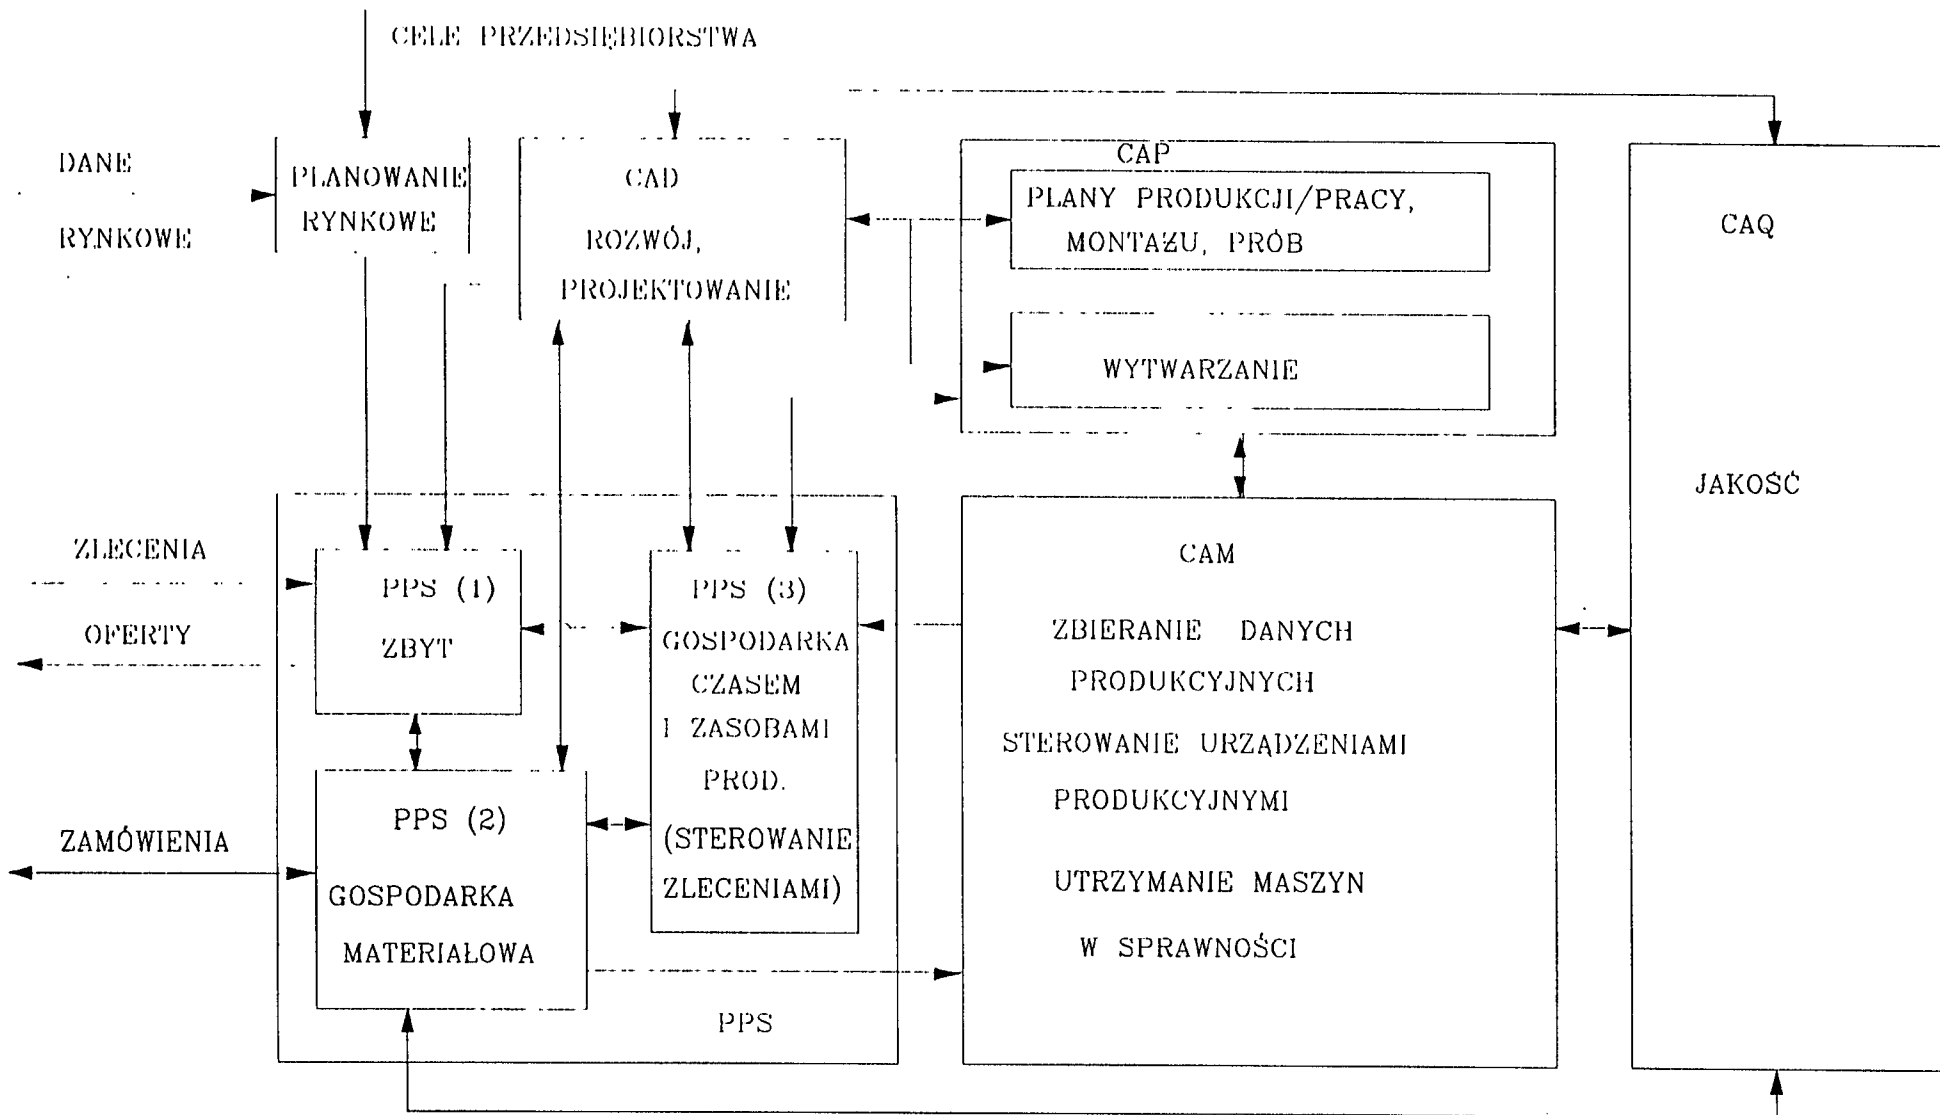 CELE PRZEDSIĘBIORSTWA
DANE
RYNKOWE
PLANOWANIE
RYNKOWE
CAD
ROZWÓJ,
PROJEKTOWANIE
CAP
PLANY PRODUKCJI/PRACY,
MONTAŻU, PRÓB
WYTWARZANIE
CAQ
JAKOŚĆ
ZLECENIA
OFERTY
ZAMÓWIENIA
PPS (1)
ZBYT
PPS (2)
GOSPODARKA
MATERIAŁOWA
PPS (3)
GOSPODARKA
CZASEM
I ZASOBAMI
PROD.
(STEROWANIE
ZLECENIAMI)
PPS
CAM
ZBIERANIE DANYCH
PRODUKCYJNYCH
STEROWANIE URZĄDZENIAMI
PRODUKCYJNYMI
UTRZYMANIE MASZYN
W SPRAWNOŚCI